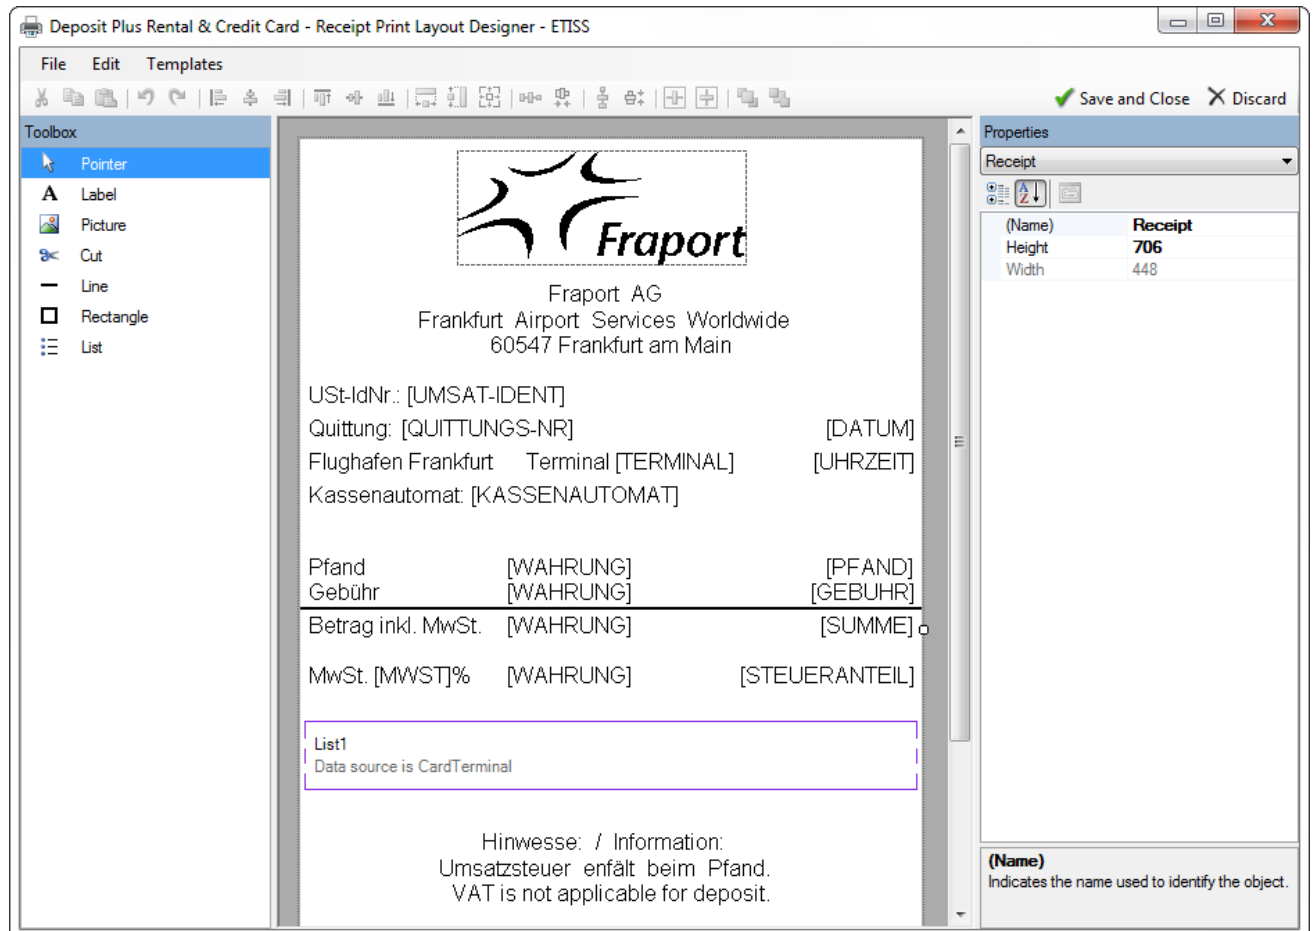 Deposit Plus Rental & Credit Card - Receipt Print Layout Designer - ETISS
File Edit Templates
Save and Close Discard
Toolbox
Pointer
A Label
Picture
Cut
Line
Rectangle
List
Fraport
Fraport AG
Frankfurt Airport Services Worldwide
60547 Frankfurt am Main
USt-IdNr.: [UMSAT-IDENT]
Quittung: [QUITTUNGS-NR] [DATUM]
Flughafen Frankfurt Terminal [TERMINAL] [UHRZEIT]
Kassenautomat: [KASSENAUTOMAT]
Pfand [WAHRUNG] [PFAND]
Gebühr [WAHRUNG] [GEBUHR]
Betrag inkl. MwSt. [WAHRUNG] [SUMME]
MwSt. [MWST]% [WAHRUNG] [STEUERANTEIL]
List1
Data source is CardTerminal
Hinwesse: / Information:
Umsatzsteuer enfält beim Pfand.
VAT is not applicable for deposit.
Properties
Receipt
(Name) Receipt
Height 706
Width 448
(Name)
Indicates the name used to identify the object.